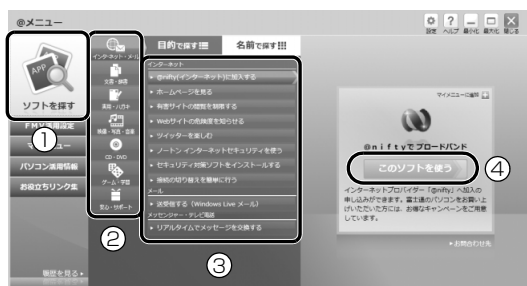 @メニュー
設定 ヘルプ 最小化 最大化 閉じる
APP
ソフトを探す
①
FMV活用設定
パソコン活用情報
お役立ちリンク集
履歴を見る
インターネット・メール
文書・時間
実用・ハガキ
映像・写真・音楽
CD・DVD
ゲーム・学習
安心・サポート
②
目的で探す
名前で探す
インターネット
@nifty(インターネット)に加入する
ホームページを見る
有害サイトの閲覧を制限する
Webサイトの危険度を知らせる
ツイッターを楽しむ
ノートン インターネットセキュリティを使う
セキュリティ対策ソフトをインストールする
接続の切り替えを簡単に行う
メール
送受信する (Windows Live メール)
メッセンジャー・テレビ電話
リアルタイムでメッセージを交換する
③
マイメニューに追加
@niftyでブロードバンド
このソフトを使う
④
インターネットプロバイダー「@nifty」へ加入の
申し込みができます。富士通のパソコンをお買い上
げいただいた方には、お得なキャンペーンをご用意
しています。
お問合わせ先